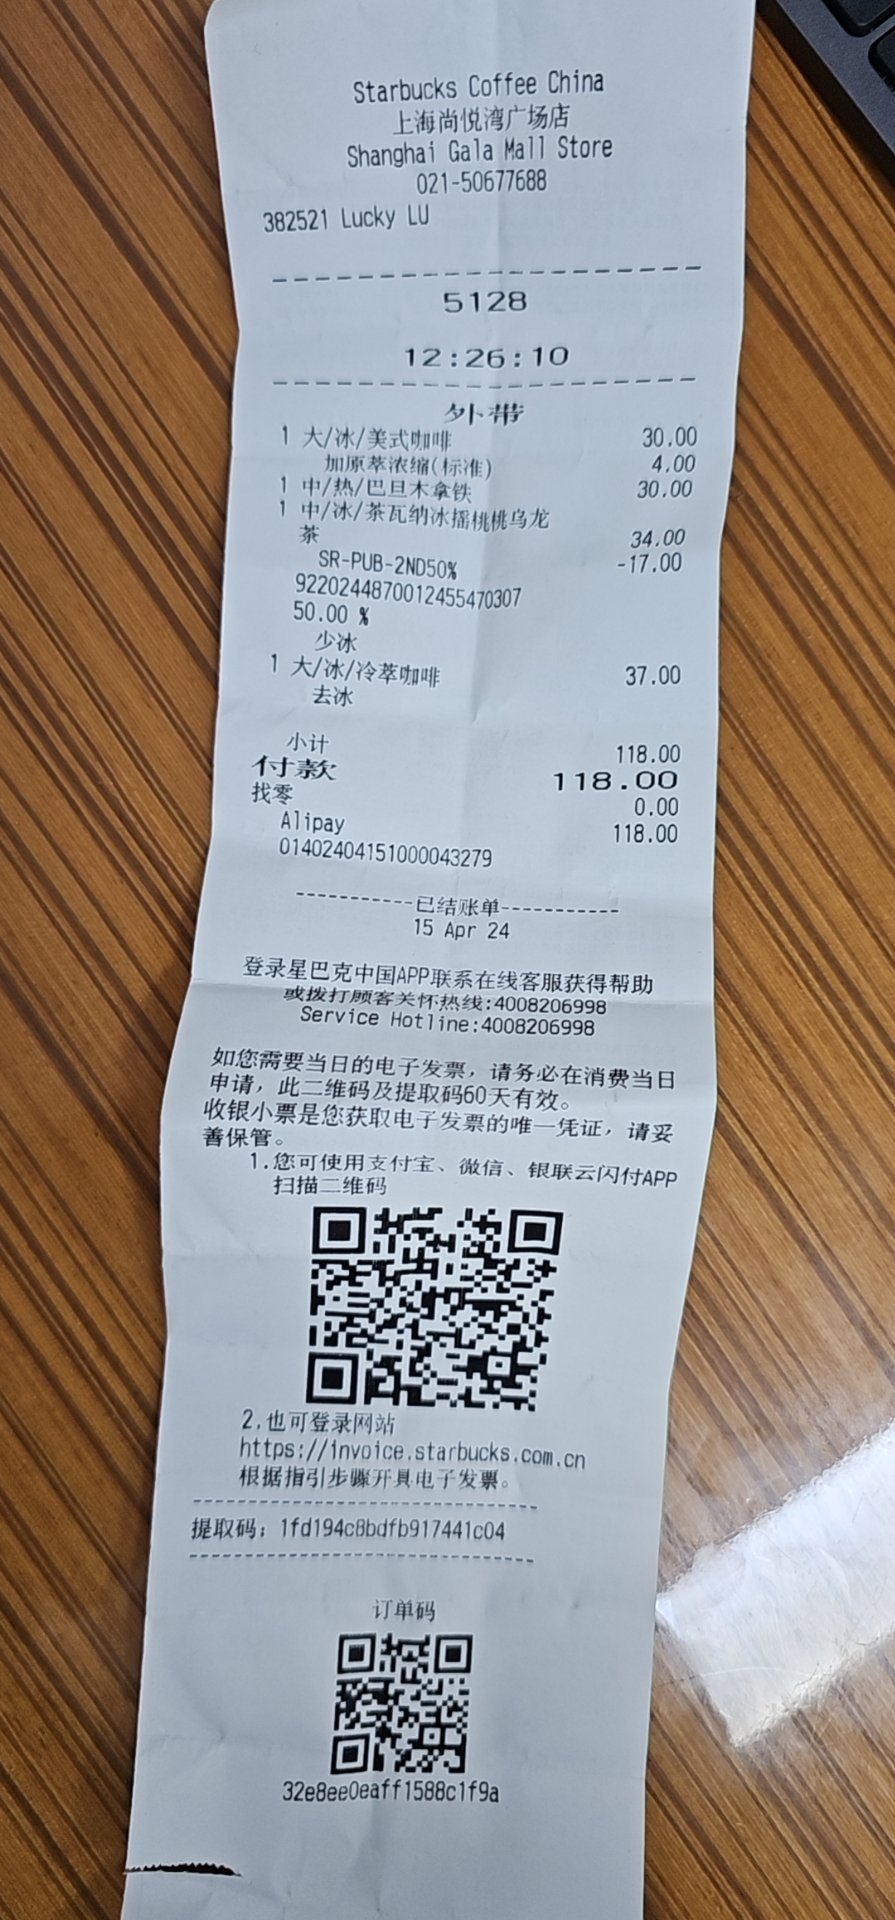 Starbucks Coffee China
上海尚悦湾广场店
Shanghai Gala Mall Store
021-50677688
382521 Lucky LU
5128
12:26:10
外带
1 大/冰/美式咖啡 30.00
加原萃浓缩(标准) 4.00
1 中/热/巴旦木拿铁 30.00
1 中/冰/茶瓦纳冰摇桃桃乌龙
茶 34.00
SR-PUB-2ND50% -17.00
92202448700124554​70307
50.00 %
少冰
1 大/冰/冷萃咖啡 37.00
去冰
小计 118.00
付款 118.00
找零 0.00
Alipay 118.00
01402404151000043279
-----------已结账单-----------
15 Apr 24
登录星巴克中国APP联系在线客服获得帮助
或拨打顾客关怀热线:4008206998
Service Hotline:4008206998
如您需要当日的电子发票，请务必在消费当日
申请，此二维码及提取码60天有效。
收银小票是您获取电子发票的唯一凭证，请妥
善保管。
1.您可使用支付宝、微信、银联云闪付APP
扫描二维码
2.也可登录网站
https://invoice.starbucks.com.cn
根据指引步骤开具电子发票。
提取码：1fd194c8bdfb917441c04
订单码
32e8ee0eaff1588c1f9a